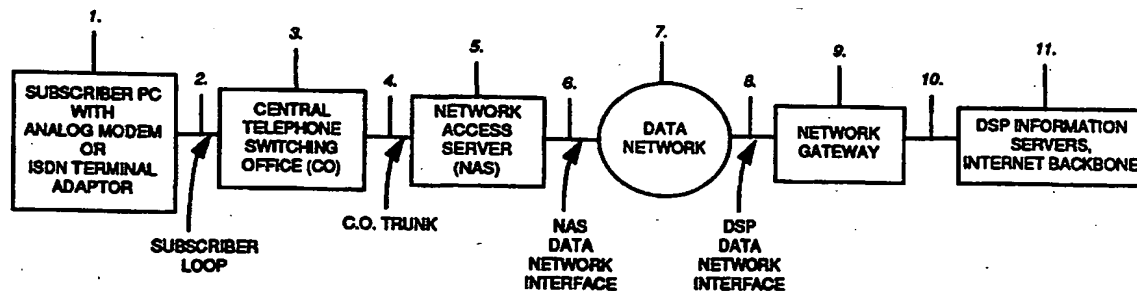 1.
2.
3.
4.
5.
6.
7.
8.
9.
10.
11.
SUBSCRIBER PC
WITH
ANALOG MODEM
OR
ISDN TERMINAL
ADAPTOR
CENTRAL
TELEPHONE
SWITCHING
OFFICE (CO)
NETWORK
ACCESS
SERVER
(NAS)
DATA
NETWORK
NETWORK
GATEWAY
DSP INFORMATION
SERVERS,
INTERNET BACKBONE
SUBSCRIBER
LOOP
C.O. TRUNK
NAS
DATA
NETWORK
INTERFACE
DSP
DATA
NETWORK
INTERFACE